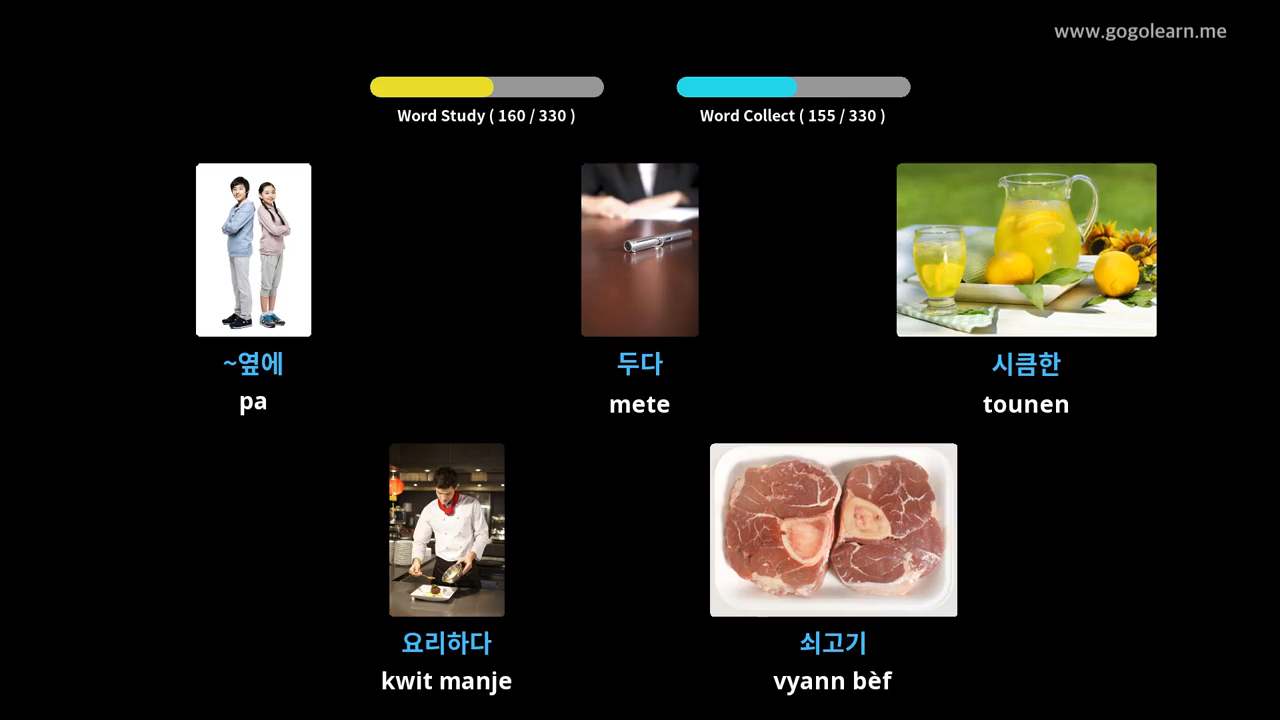 www.gogolearn.me
Word Study ( 160 / 330 )
Word Collect ( 155 / 330 )
~옆에
pa
두다
mete
시큼한
tounen
요리하다
kwit manje
쇠고기
vyann bèf